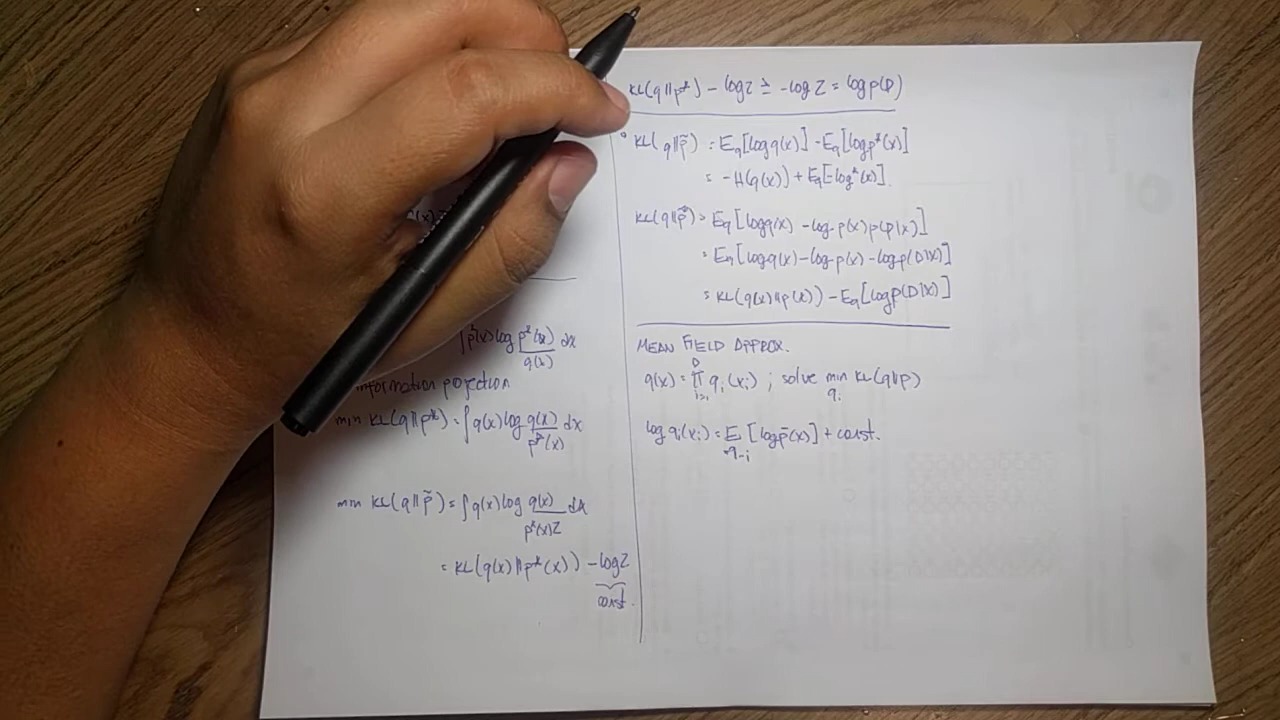 ∫ p*(x) log p*(x)/q(x) dx
information projection
min KL(q||p*) = ∫ q(x) log q(x)/p*(x) dx
min KL(q||p̃) = ∫ q(x) log q(x)/p*(x)Z dx
= KL(q(x)||p*(x)) - log Z
const.
KL(q||p*) - log Z ≥ -log Z = log p(D)
KL(q||p̃) = E_q[log q(x)] - E_q[log p*(x)]
= -H(q(x)) + E_q[-log*(x)].
KL(q||p̃) = E_q[log q(x) - log p(x)p(D|x)]
= E_q[log q(x) - log p(x) - log p(D|x)]
= KL(q(x)||p(x)) - E_q[log p(D|x)]
MEAN FIELD APPROX.
q(x) = ∏_{i=1}^{D} q_i(x_i) ; solve min_{q_i} KL(q||p)
log q_i(x_i) = E_{q_{-i}} [log p̃(x)] + const.